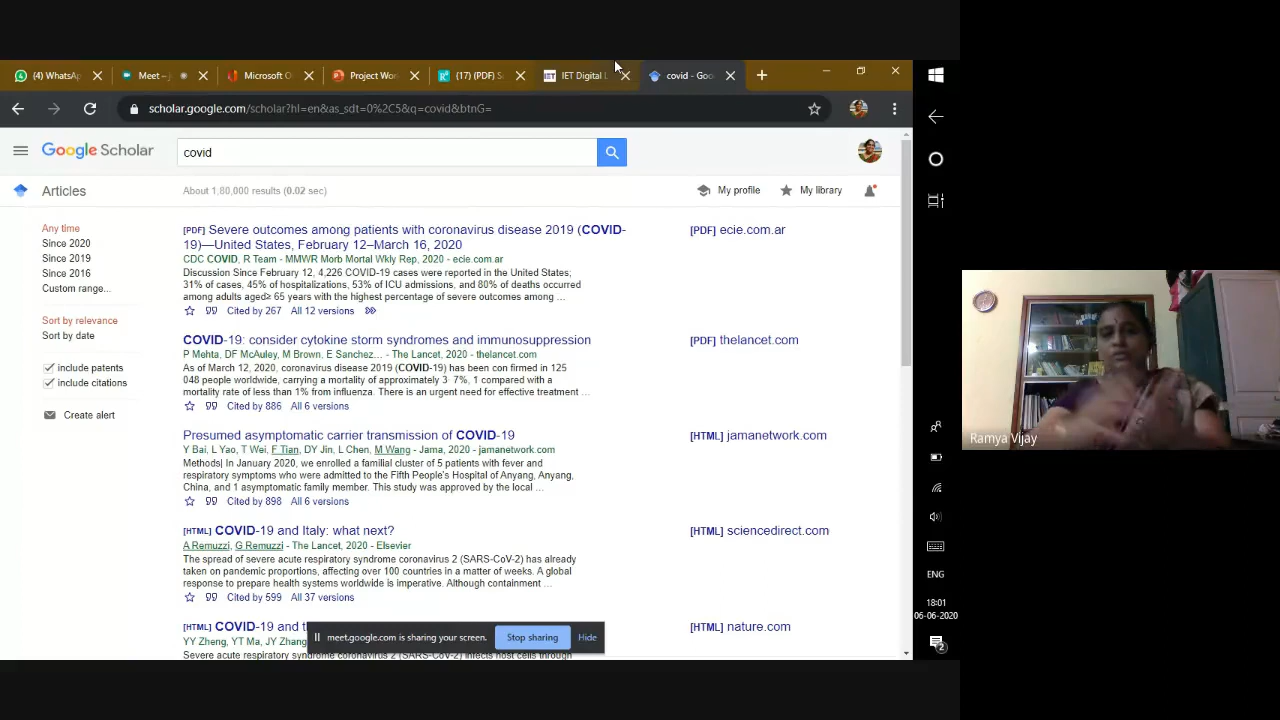 (4) WhatsAp
Meet –
Microsoft O
Project Wor
(17) (PDF) S
IET Digital L
covid - Goo
scholar.google.com/scholar?hl=en&as_sdt=0%2C5&q=covid&btnG=
Google Scholar
covid
Articles
About 1,80,000 results (0.02 sec)
My profile
My library
Any time
Since 2020
Since 2019
Since 2016
Custom range...
Sort by relevance
Sort by date
include patents
include citations
Create alert
[PDF] Severe outcomes among patients with coronavirus disease 2019 (COVID-
19)—United States, February 12–March 16, 2020
CDC COVID, R Team - MMWR Morb Mortal Wkly Rep, 2020 - ecie.com.ar
Discussion Since February 12, 4,226 COVID-19 cases were reported in the United States;
31% of cases, 45% of hospitalizations, 53% of ICU admissions, and 80% of deaths occurred
among adults aged≥ 65 years with the highest percentage of severe outcomes among ...
Cited by 267 All 12 versions
[PDF] ecie.com.ar
COVID-19: consider cytokine storm syndromes and immunosuppression
P Mehta, DF McAuley, M Brown, E Sanchez... - The Lancet, 2020 - thelancet.com
As of March 12, 2020, coronavirus disease 2019 (COVID-19) has been con firmed in 125
048 people worldwide, carrying a mortality of approximately 3· 7%, 1 compared with a
mortality rate of less than 1% from influenza. There is an urgent need for effective treatment ...
Cited by 886 All 6 versions
[PDF] thelancet.com
Presumed asymptomatic carrier transmission of COVID-19
Y Bai, L Yao, T Wei, F Tian, DY Jin, L Chen, M Wang - Jama, 2020 - jamanetwork.com
Methods| In January 2020, we enrolled a familial cluster of 5 patients with fever and
respiratory symptoms who were admitted to the Fifth People's Hospital of Anyang, Anyang,
China, and 1 asymptomatic family member. This study was approved by the local ...
Cited by 898 All 6 versions
[HTML] jamanetwork.com
[HTML] COVID-19 and Italy: what next?
A Remuzzi, G Remuzzi - The Lancet, 2020 - Elsevier
The spread of severe acute respiratory syndrome coronavirus 2 (SARS-CoV-2) has already
taken on pandemic proportions, affecting over 100 countries in a matter of weeks. A global
response to prepare health systems worldwide is imperative. Although containment ...
Cited by 599 All 37 versions
[HTML] sciencedirect.com
[HTML] COVID-19 and t
YY Zheng, YT Ma, JY Zhang
[HTML] nature.com
meet.google.com is sharing your screen.
Stop sharing
Hide
ENG
18:01
06-06-2020
2
Ramya Vijay